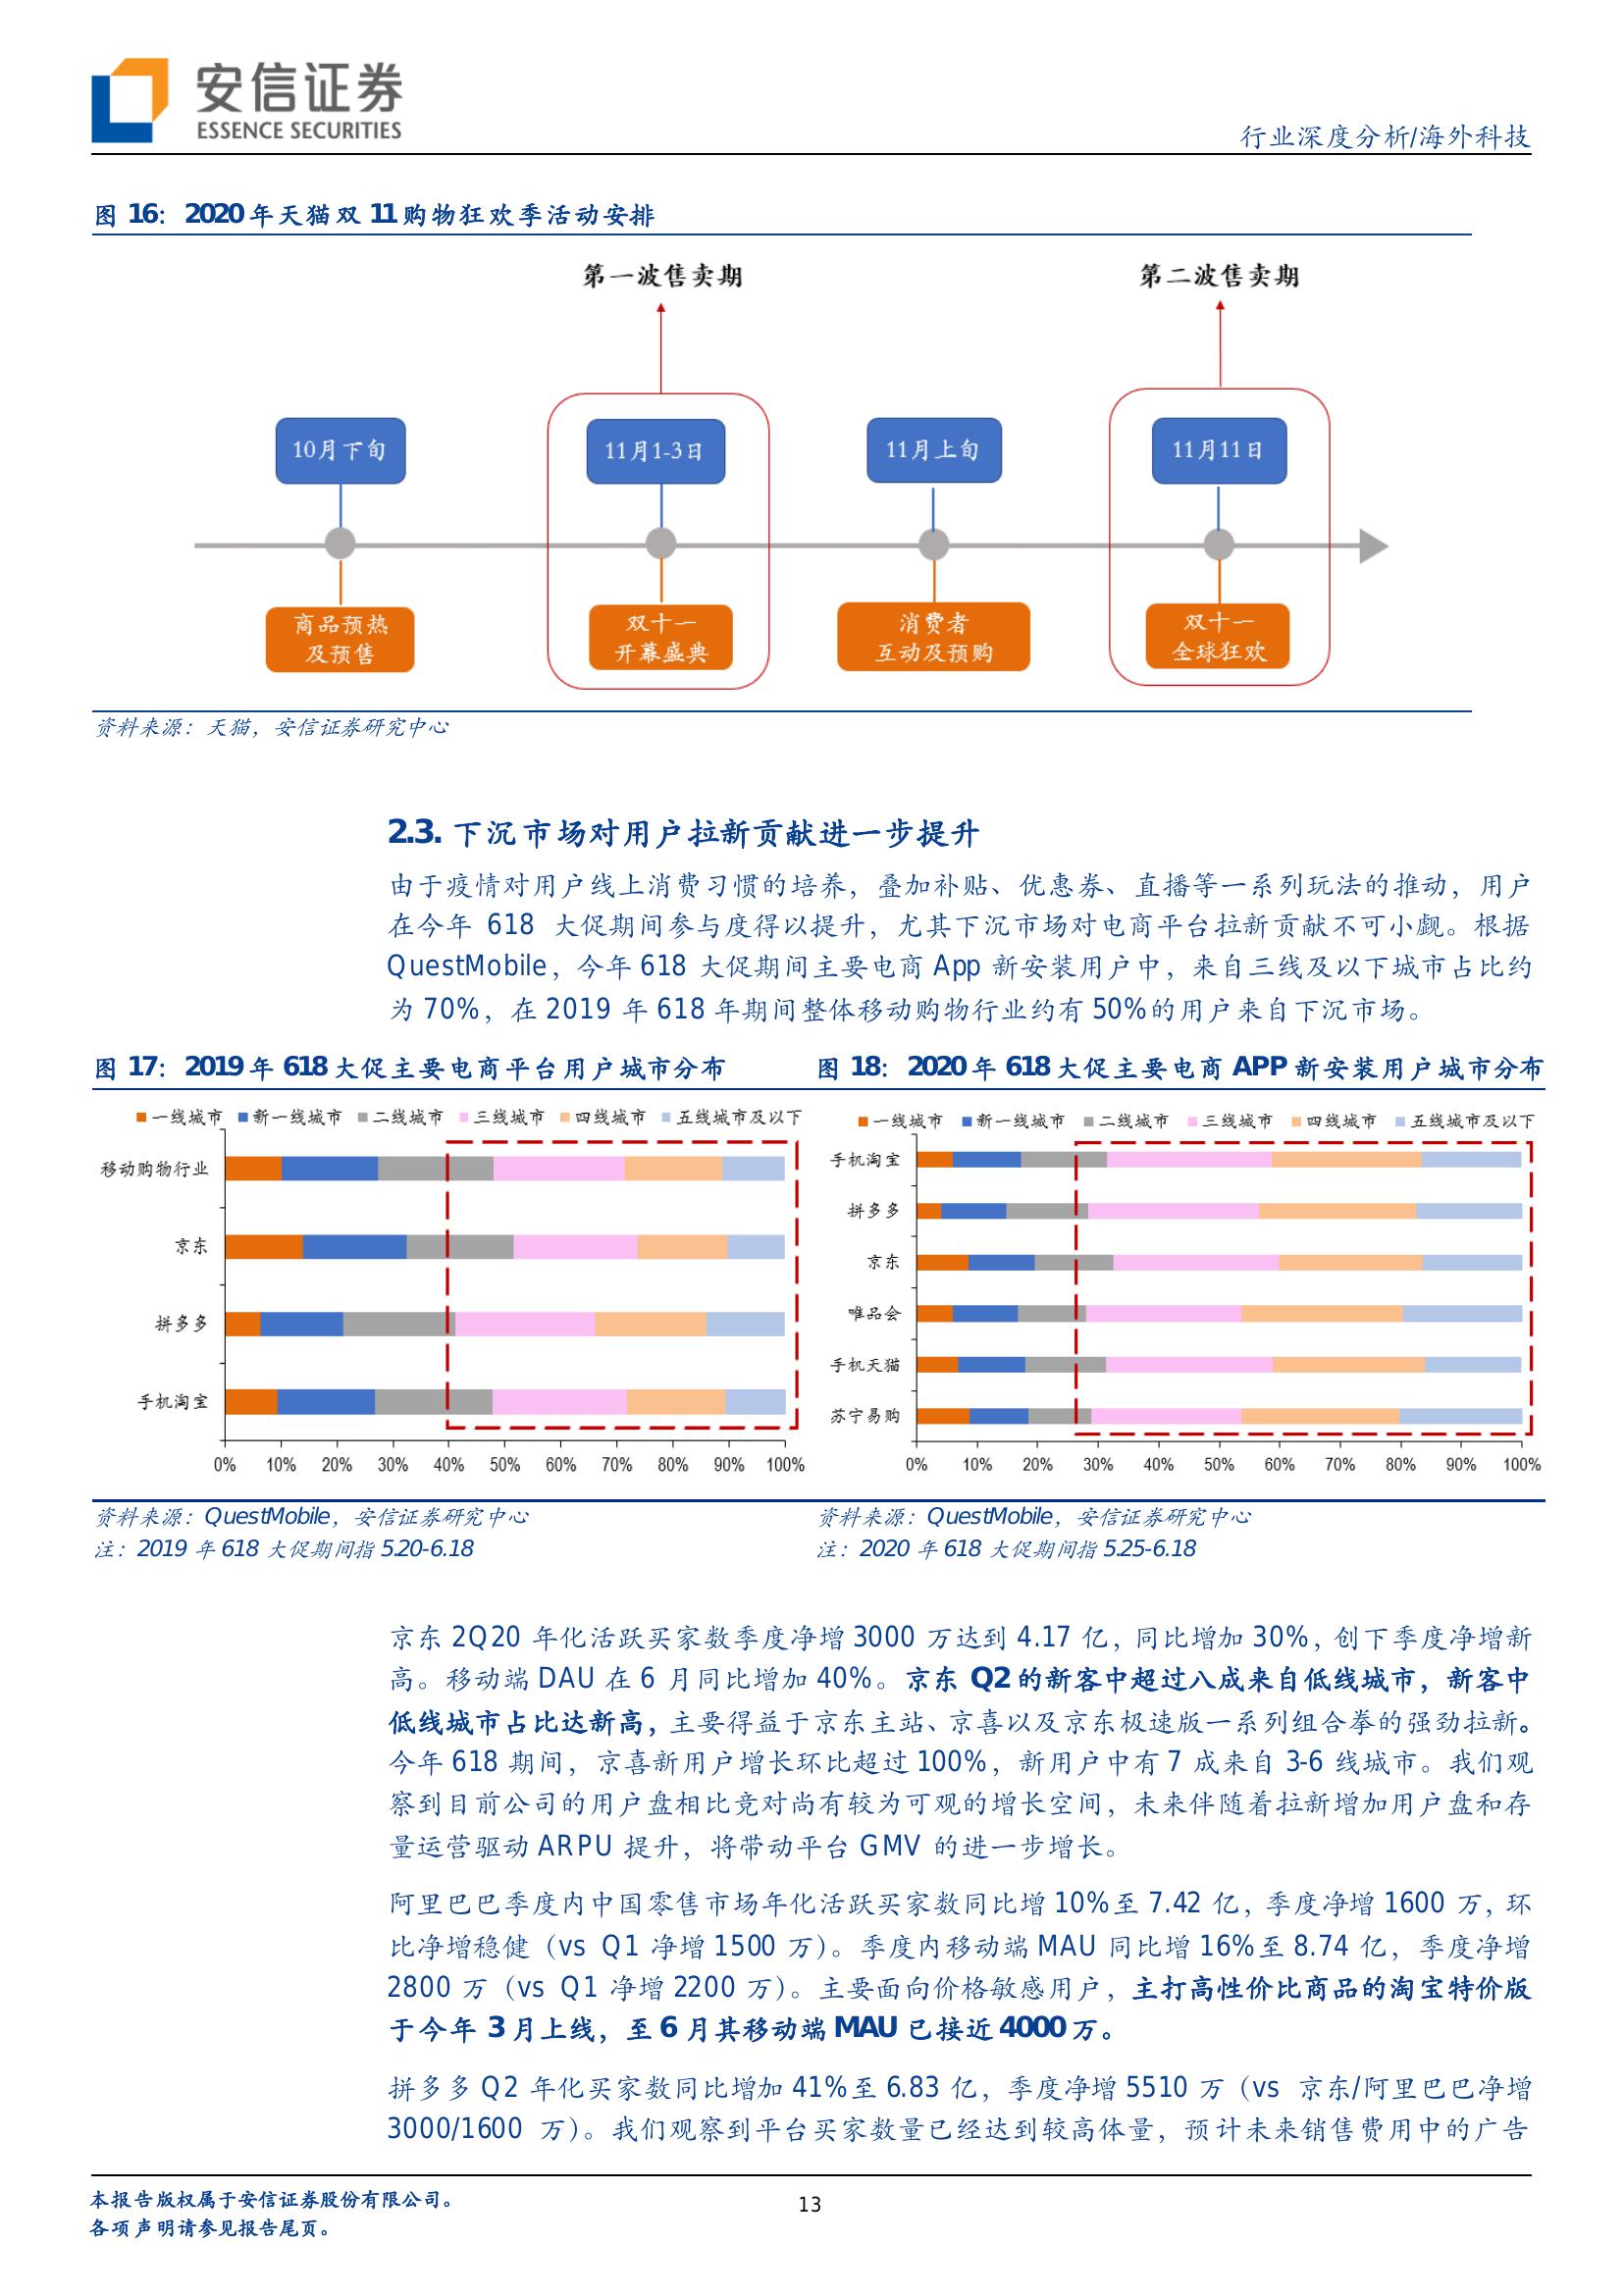 安信证券
ESSENCE SECURITIES
行业深度分析/海外科技
图 16：2020 年天猫双 11 购物狂欢季活动安排
第一波售卖期
第二波售卖期
10月下旬
11月1-3日
11月上旬
11月11日
商品预热
及预售
双十一
开幕盛典
消费者
互动及预购
双十一
全球狂欢
资料来源：天猫，安信证券研究中心
2.3. 下沉市场对用户拉新贡献进一步提升
由于疫情对用户线上消费习惯的培养，叠加补贴、优惠券、直播等一系列玩法的推动，用户
在今年 618 大促期间参与度得以提升，尤其下沉市场对电商平台拉新贡献不可小觑。根据
QuestMobile，今年 618 大促期间主要电商 App 新安装用户中，来自三线及以下城市占比约
为 70%，在 2019 年 618 年期间整体移动购物行业约有 50%的用户来自下沉市场。
图 17：2019 年 618 大促主要电商平台用户城市分布
一线城市 新一线城市 二线城市 三线城市 四线城市 五线城市及以下
移动购物行业
京东
拼多多
手机淘宝
0% 10% 20% 30% 40% 50% 60% 70% 80% 90% 100%
资料来源：QuestMobile，安信证券研究中心
注：2019 年 618 大促期间指 5.20-6.18
图 18：2020 年 618 大促主要电商 APP 新安装用户城市分布
一线城市 新一线城市 二线城市 三线城市 四线城市 五线城市及以下
手机淘宝
拼多多
京东
唯品会
手机天猫
苏宁易购
0% 10% 20% 30% 40% 50% 60% 70% 80% 90% 100%
资料来源：QuestMobile，安信证券研究中心
注：2020 年 618 大促期间指 5.25-6.18
京东 2Q20 年化活跃买家数季度净增 3000 万达到 4.17 亿，同比增加 30%，创下季度净增新
高。移动端 DAU 在 6 月同比增加 40%。京东 Q2 的新客中超过八成来自低线城市，新客中
低线城市占比达新高，主要得益于京东主站、京喜以及京东极速版一系列组合拳的强劲拉新。
今年 618 期间，京喜新用户增长环比超过 100%，新用户中有 7 成来自 3-6 线城市。我们观
察到目前公司的用户盘相比竞对尚有较为可观的增长空间，未来伴随着拉新增加用户盘和存
量运营驱动 ARPU 提升，将带动平台 GMV 的进一步增长。
阿里巴巴季度内中国零售市场年化活跃买家数同比增 10%至 7.42 亿，季度净增 1600 万，环
比净增稳健（vs Q1 净增 1500 万）。季度内移动端 MAU 同比增 16%至 8.74 亿，季度净增
2800 万（vs Q1 净增 2200 万）。主要面向价格敏感用户，主打高性价比商品的淘宝特价版
于今年 3 月上线，至 6 月其移动端 MAU 已接近 4000 万。
拼多多 Q2 年化买家数同比增加 41%至 6.83 亿，季度净增 5510 万（vs 京东/阿里巴巴净增
3000/1600 万）。我们观察到平台买家数量已经达到较高体量，预计未来销售费用中的广告
本报告版权属于安信证券股份有限公司。
各项声明请参见报告尾页。
13